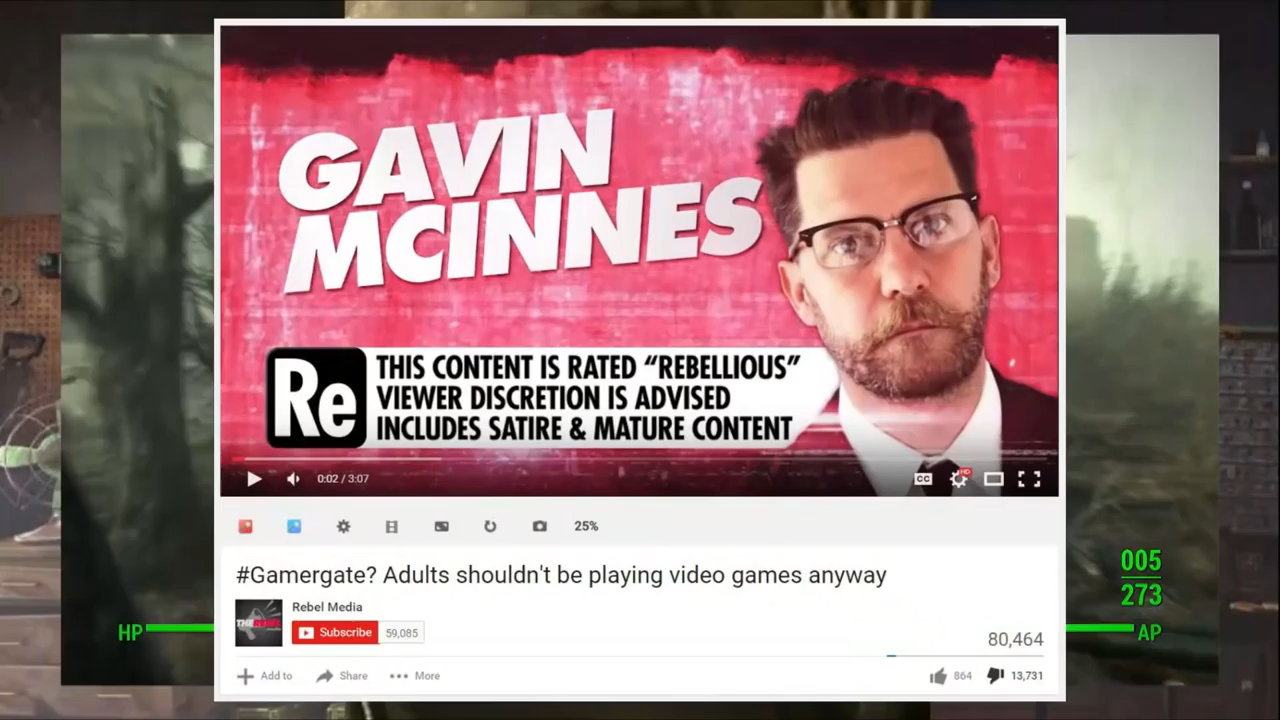 GAVIN
MCINNES
Re
THIS CONTENT IS RATED “REBELLIOUS”
VIEWER DISCRETION IS ADVISED
INCLUDES SATIRE & MATURE CONTENT
0:02 / 3:07
CC
HD
25%
#Gamergate? Adults shouldn't be playing video games anyway
THE REBEL
Rebel Media
Subscribe 59,085
80,464
Add to Share More
864 13,731
HP
005
273
AP